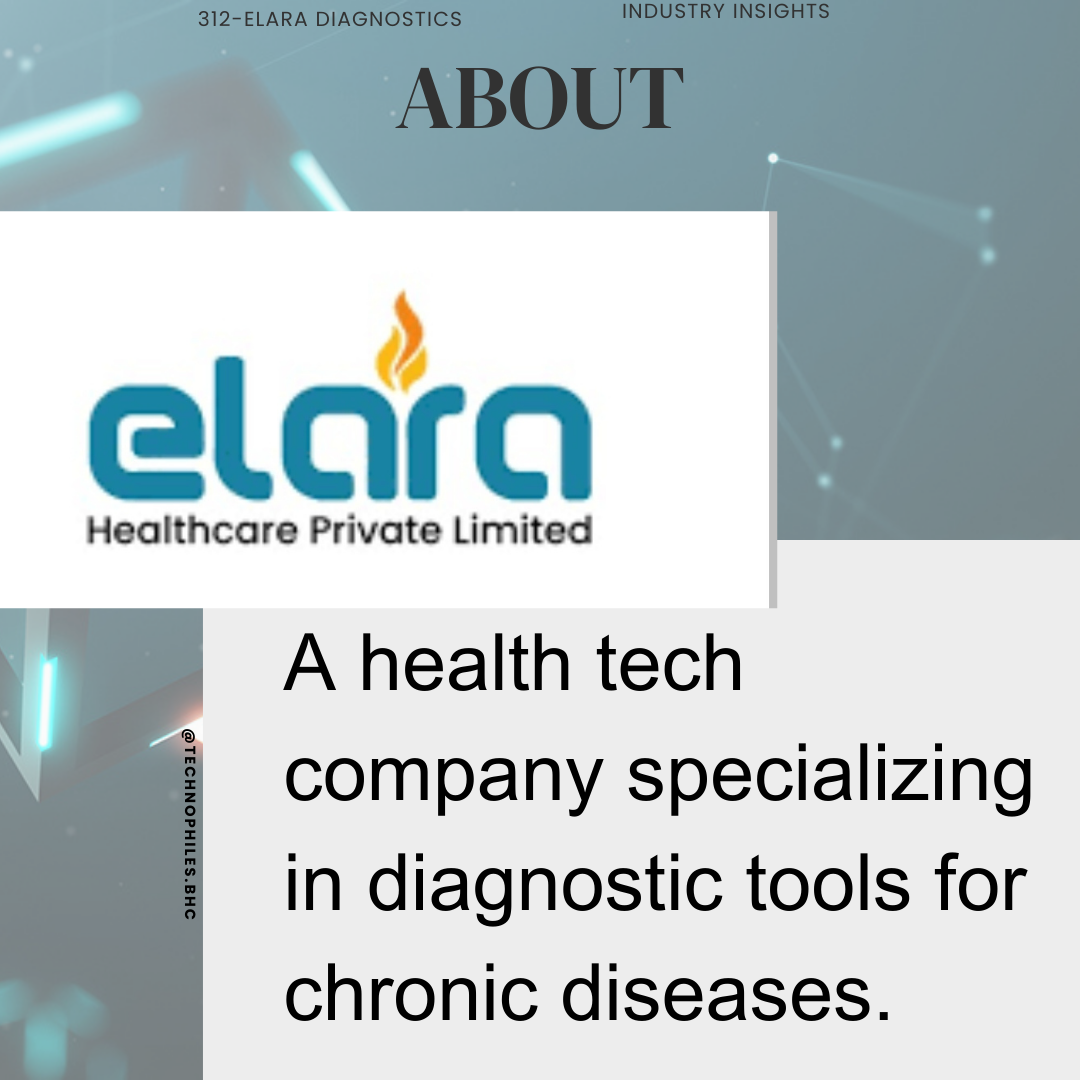 312-ELARA DIAGNOSTICS
INDUSTRY INSIGHTS
ABOUT
elara
Healthcare Private Limited
A health tech
company specializing
in diagnostic tools for
chronic diseases.
@TECHNOPHILES.BHC